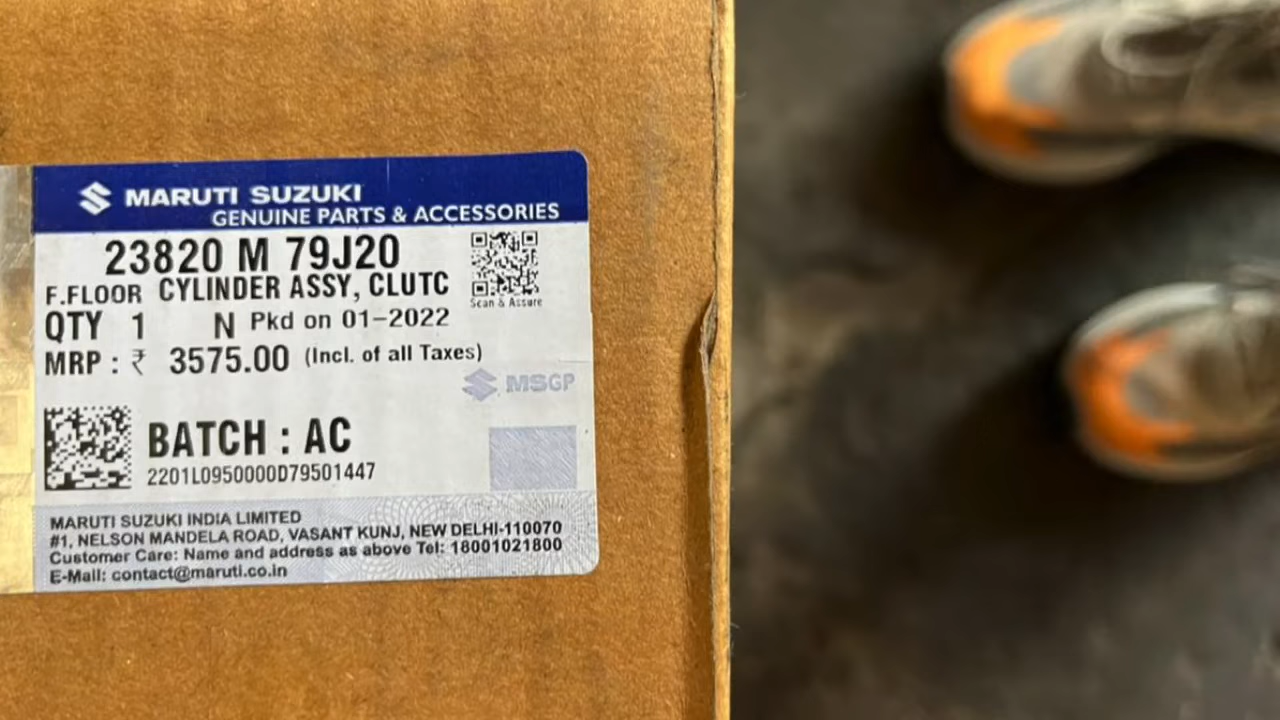 MARUTI SUZUKI
GENUINE PARTS & ACCESSORIES
23820 M 79J20
F.FLOOR CYLINDER ASSY, CLUTC
Scan & Assure
QTY 1 N Pkd on 01-2022
MRP : ₹ 3575.00 (Incl. of all Taxes)
MSGP
BATCH : AC
2201L0950000D79501447
MARUTI SUZUKI INDIA LIMITED
#1, NELSON MANDELA ROAD, VASANT KUNJ, NEW DELHI-110070
Customer Care: Name and address as above Tel: 18001021800
E-Mail: contact@maruti.co.in